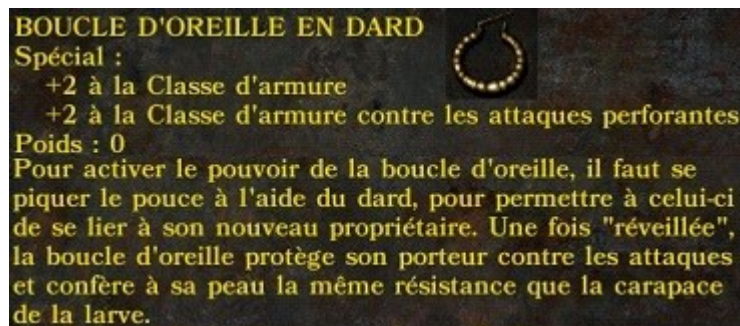 BOUCLE D'OREILLE EN DARD
Spécial :
+2 à la Classe d'armure
+2 à la Classe d'armure contre les attaques perforantes
Poids : 0
Pour activer le pouvoir de la boucle d'oreille, il faut se
piquer le pouce à l'aide du dard, pour permettre à celui-ci
de se lier à son nouveau propriétaire. Une fois "réveillée",
la boucle d'oreille protège son porteur contre les attaques
et confère à sa peau la même résistance que la carapace
de la larve.